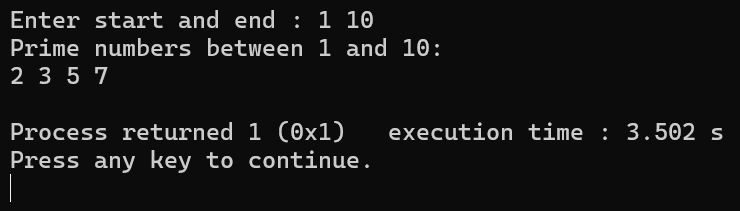 Enter start and end : 1 10
Prime numbers between 1 and 10:
2 3 5 7
Process returned 1 (0x1)   execution time : 3.502 s
Press any key to continue.